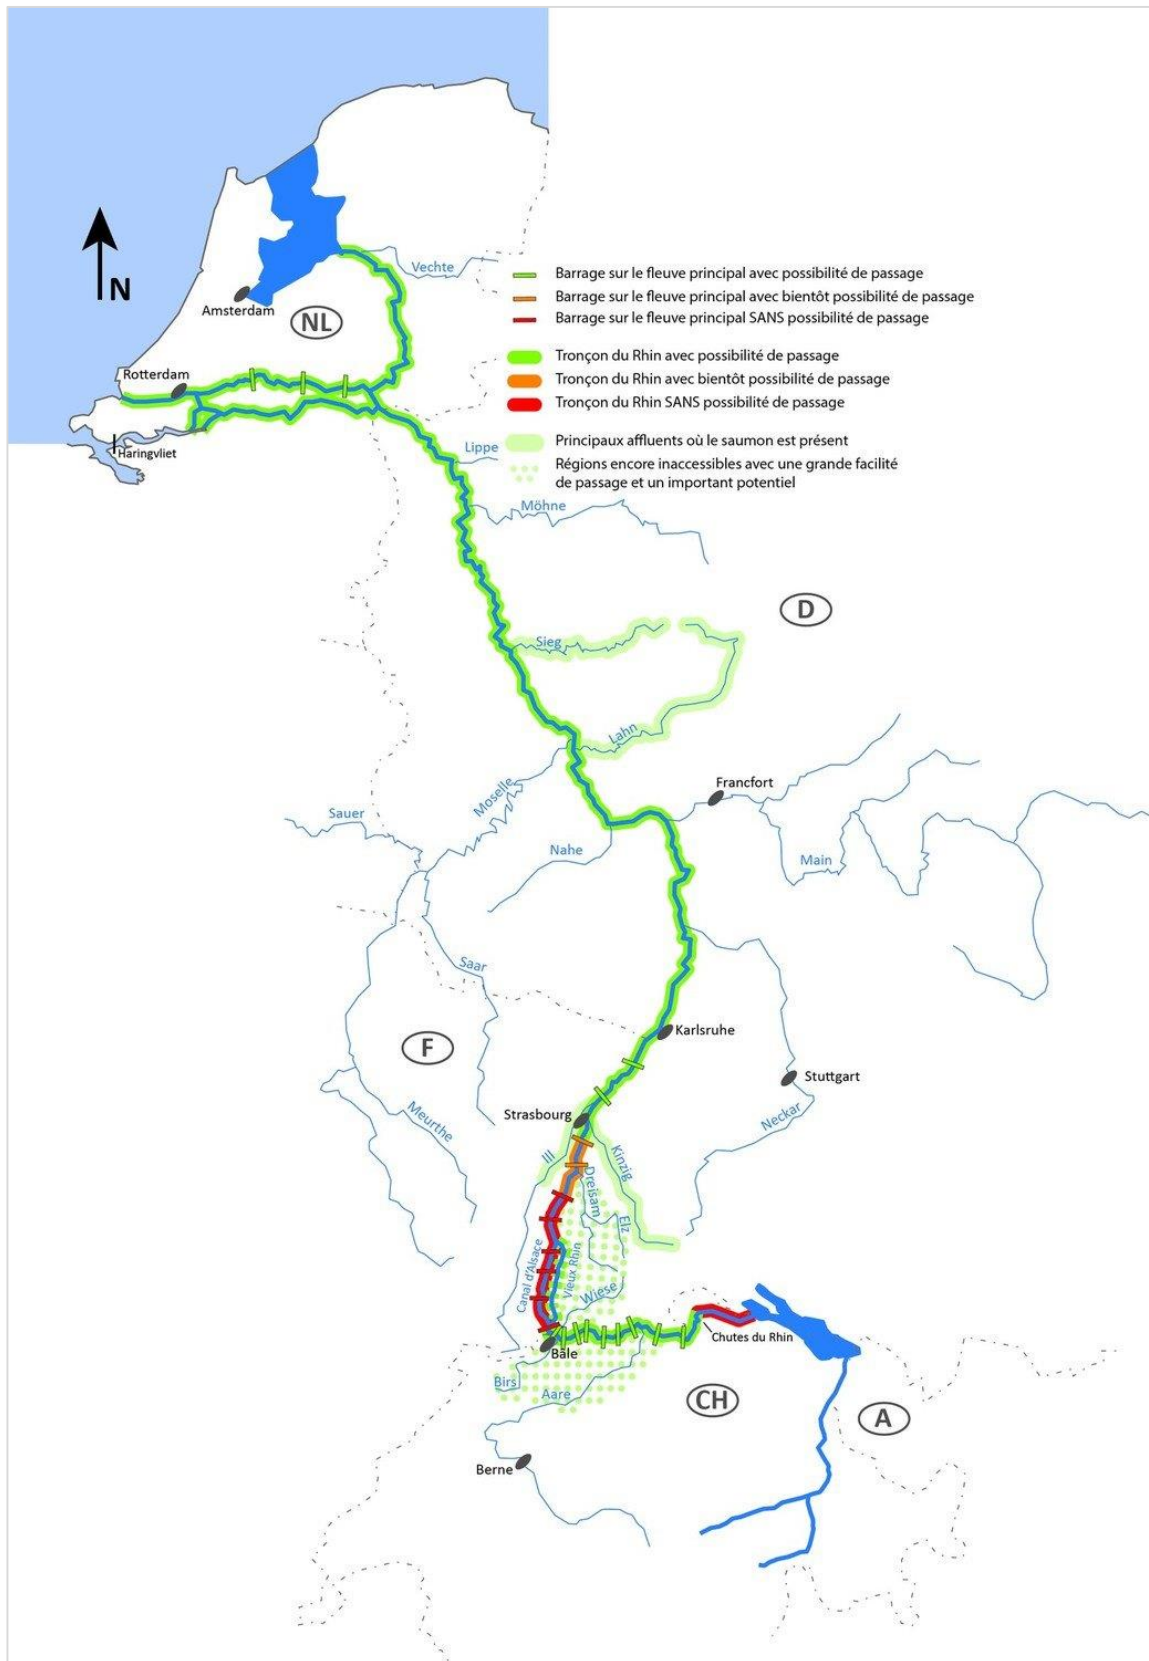 Vechte
N
Amsterdam
NL
Barrage sur le fleuve principal avec possibilité de passage
Barrage sur le fleuve principal avec bientôt possibilité de passage
Barrage sur le fleuve principal SANS possibilité de passage
Tronçon du Rhin avec possibilité de passage
Tronçon du Rhin avec bientôt possibilité de passage
Tronçon du Rhin SANS possibilité de passage
Principaux affluents où le saumon est présent
Régions encore inaccessibles avec une grande facilité
de passage et un important potentiel
Rotterdam
Haringvliet
Lippe
Möhne
D
Sieg
Lahn
Moselle
Francfort
Sauer
Nahe
Main
Saar
Karlsruhe
F
Stuttgart
Meurthe
Strasbourg
Neckar
Ill
Kinzig
Dreisam
Elz
Canal d'Alsace
Vieux Rhin
Wiese
Chutes du Rhin
Bâle
Birs
Aare
CH
A
Berne